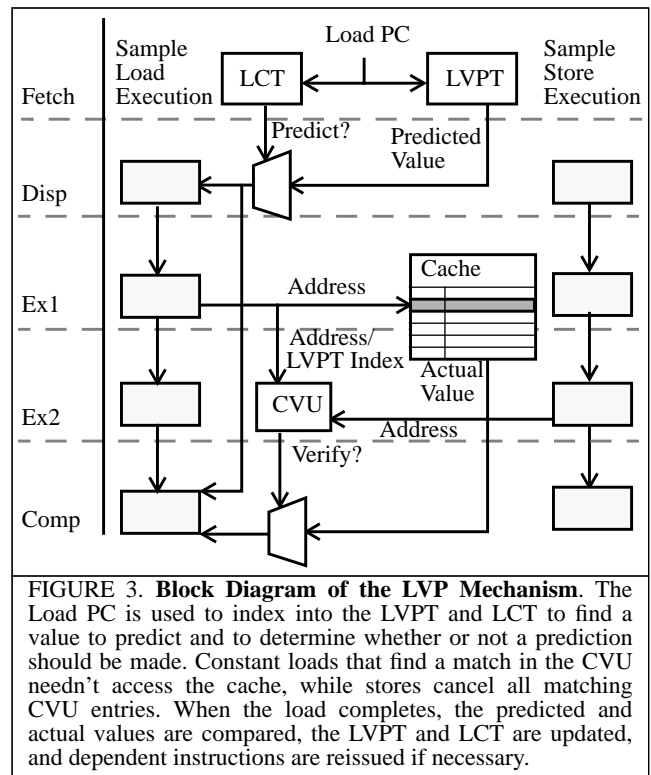 Load PC
Sample
Load
Execution
LCT
LVPT
Sample
Store
Execution
Fetch
Predict?
Predicted
Value
Disp
Cache
Address
Ex1
Address/
LVPT Index
Actual
Value
CVU
Ex2
Address
Verify?
Comp
FIGURE 3. Block Diagram of the LVP Mechanism. The
Load PC is used to index into the LVPT and LCT to find a
value to predict and to determine whether or not a prediction
should be made. Constant loads that find a match in the CVU
needn't access the cache, while stores cancel all matching
CVU entries. When the load completes, the predicted and
actual values are compared, the LVPT and LCT are updated,
and dependent instructions are reissued if necessary.